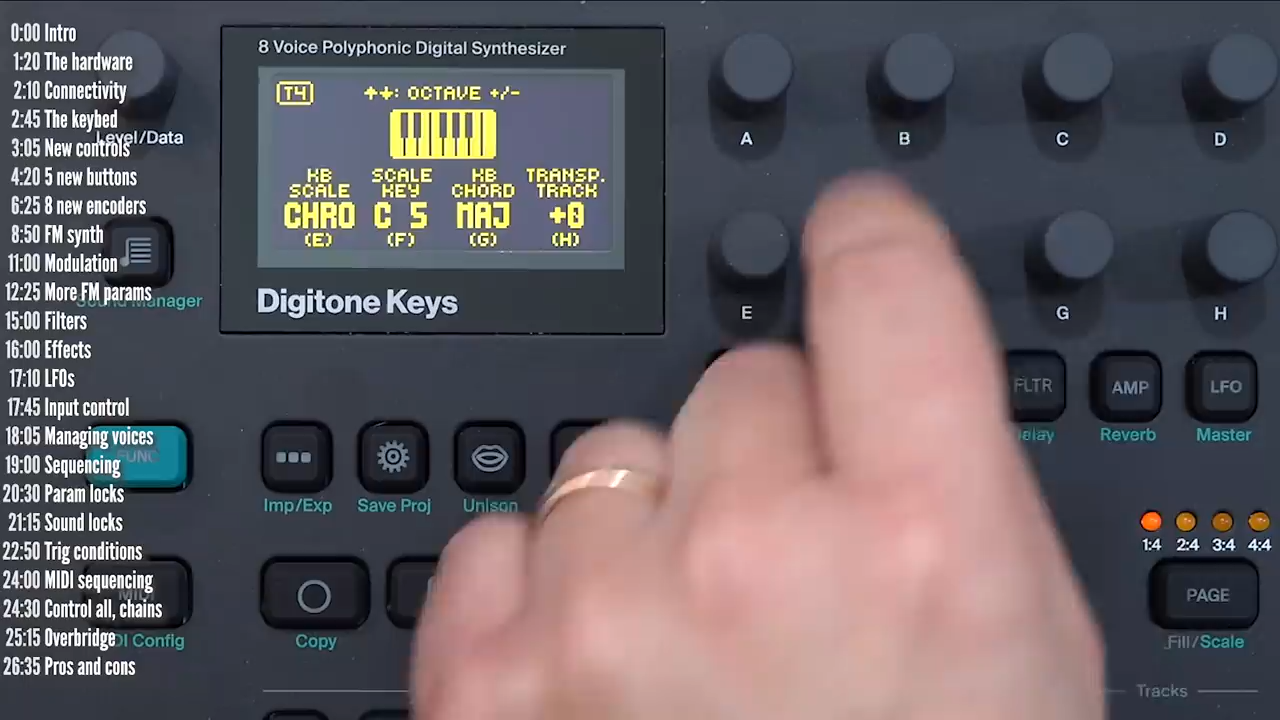 0:00 Intro
1:20 The hardware
2:10 Connectivity
2:45 The keybed
3:05 New controls
4:20 5 new buttons
6:25 8 new encoders
8:50 FM synth
11:00 Modulation
12:25 More FM params
15:00 Filters
16:00 Effects
17:10 LFOs
17:45 Input control
18:05 Managing voices
19:00 Sequencing
20:30 Param locks
21:15 Sound locks
22:50 Trig conditions
24:00 MIDI sequencing
24:30 Control all, chains
25:15 Overbridge
26:35 Pros and cons
Level/Data
Manager
FUNC
Config
8 Voice Polyphonic Digital Synthesizer
T4 : OCTAVE +/-
KB SCALE KB TRANSP.
SCALE KEY CHORD TRACK
CHRO C 5 MAJ +0
(E) (F) (G) (H)
Digitone Keys
A B C D
E G H
FLTR AMP LFO
Reverb Master
Imp/Exp Save Proj Unison
1:4 2:4 3:4 4:4
PAGE
Copy
Fill/Scale
Tracks